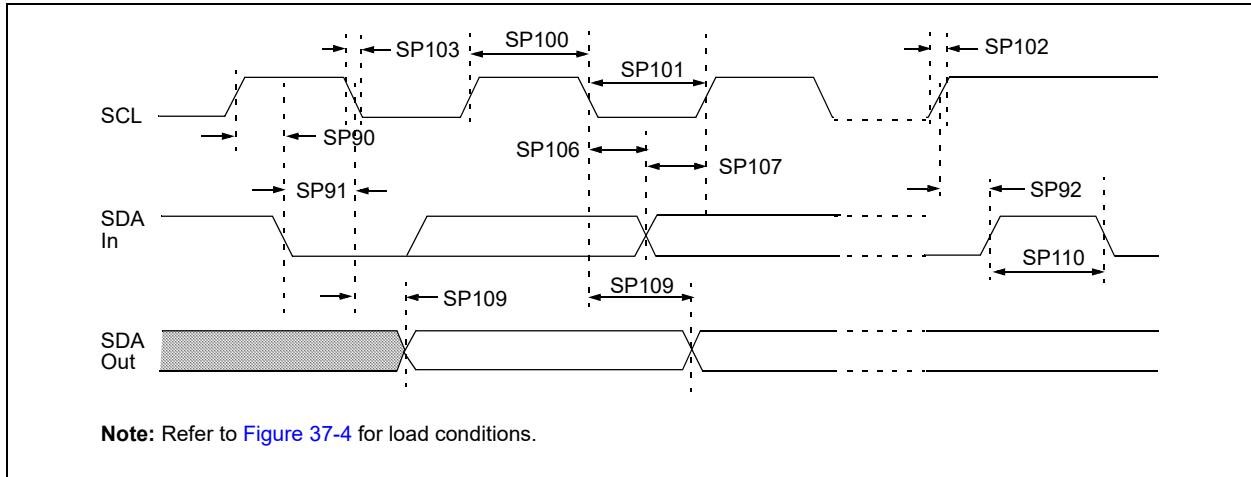 SP103
SP100
SP101
SP102
SCL
SP90
SP106
SP107
SP91
SP92
SDA
In
SP110
SP109
SP109
SDA
Out
Note: Refer to Figure 37-4 for load conditions.